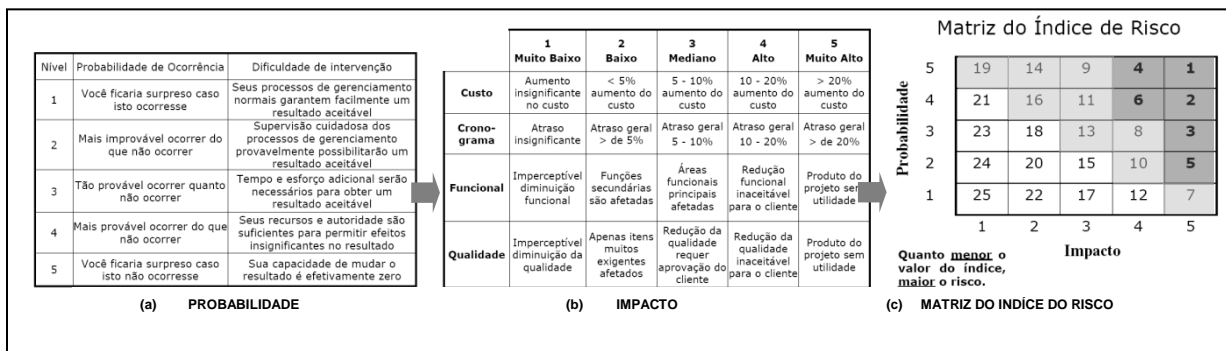 Nível Probabilidade de Ocorrência Dificuldade de intervenção
1 Você ficaria surpreso caso isto ocorresse Seus processos de gerenciamento normais garantem facilmente um resultado aceitável
2 Mais improvável ocorrer do que não ocorrer Supervisão cuidadosa dos processos de gerenciamento provavelmente possibilitarão um resultado aceitável
3 Tão provável ocorrer quanto não ocorrer Tempo e esforço adicional serão necessários para obter um resultado aceitável
4 Mais provável ocorrer do que não ocorrer Seus recursos e autoridade são suficientes para permitir efeitos insignificantes no resultado
5 Você ficaria surpreso caso isto não ocorresse Sua capacidade de mudar o resultado é efetivamente zero
(a) PROBABILIDADE
1 2 3 4 5
Muito Baixo Baixo Mediano Alto Muito Alto
Custo Aumento insignificante no custo < 5% aumento do custo 5 - 10% aumento do custo 10 - 20% aumento do custo > 20% aumento do custo
Crono-grama Atraso insignificante Atraso geral > de 5% Atraso geral 5 - 10% Atraso geral 10 - 20% Atraso geral > de 20%
Funcional Imperceptível diminuição funcional Funções secundárias são afetadas Áreas funcionais principais afetadas Redução funcional inaceitável para o cliente Produto do projeto sem utilidade
Qualidade Imperceptível diminuição da qualidade Apenas itens muitos exigentes afetados Redução da qualidade requer aprovação do cliente Redução da qualidade inaceitável para o cliente Produto do projeto sem utilidade
(b) IMPACTO
Matriz do Índice de Risco
Probabilidade
5 19 14 9 4 1
4 21 16 11 6 2
3 23 18 13 8 3
2 24 20 15 10 5
1 25 22 17 12 7
1 2 3 4 5
Impacto
Quanto menor o
valor do índice,
maior o risco.
(c) MATRIZ DO INDÍCE DO RISCO